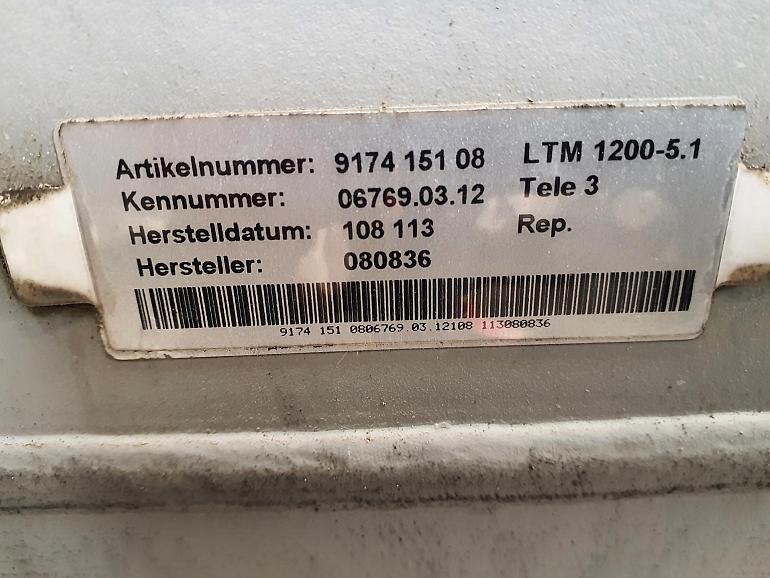 Artikelnummer: 9174 151 08 LTM 1200-5.1
Kennummer: 06769.03.12 Tele 3
Herstelldatum: 108 113 Rep.
Hersteller: 080836
9174 151 0806769.03.12108 113080836